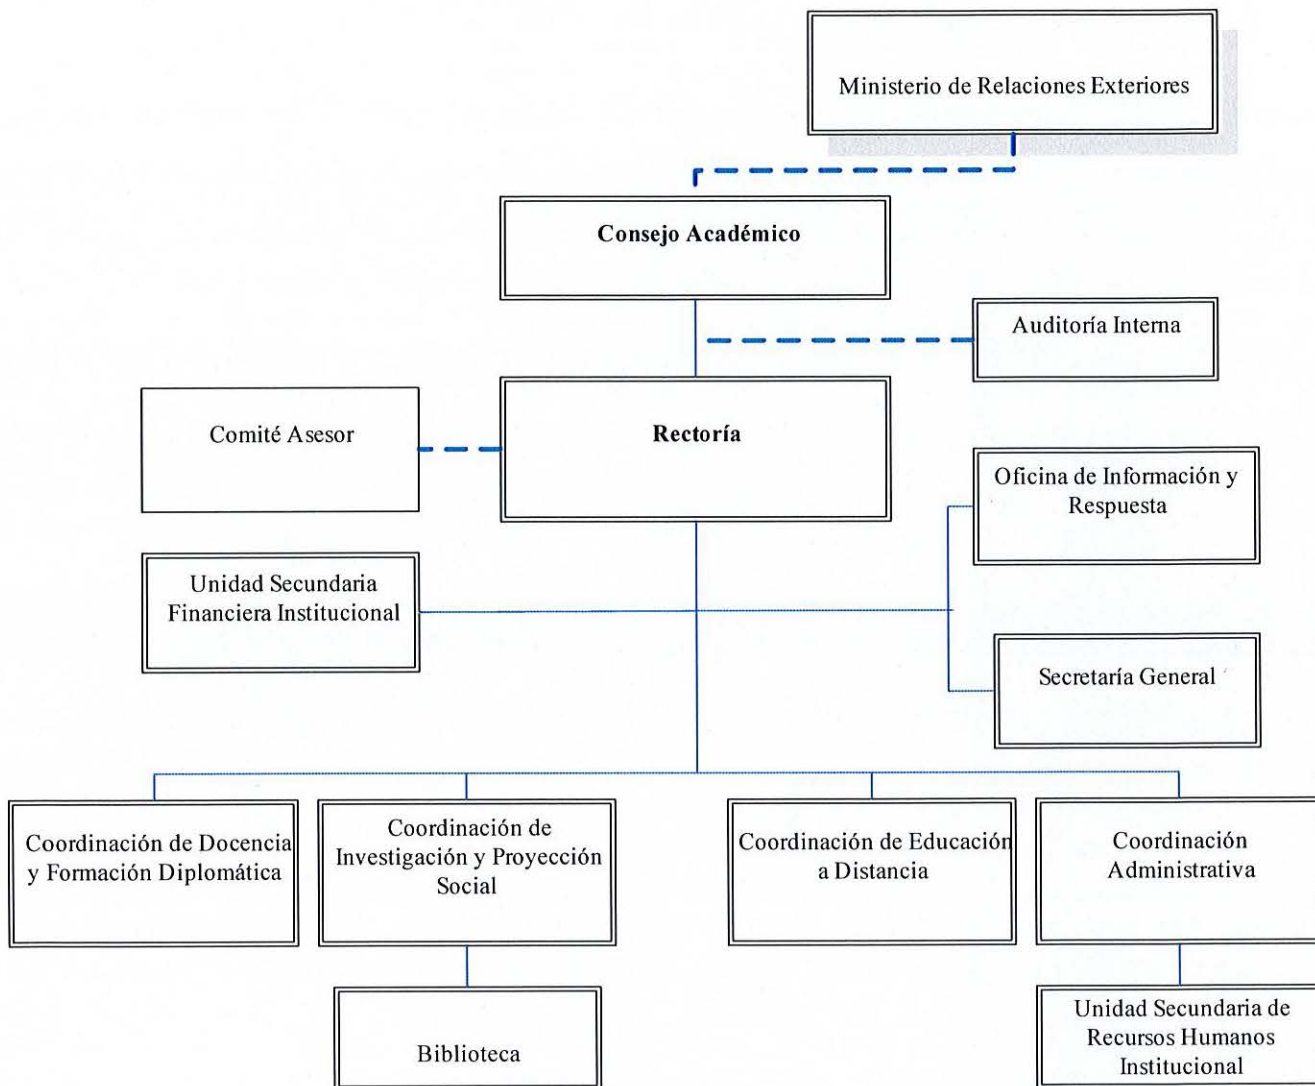 Ministerio de Relaciones Exteriores
Consejo Académico
Auditoría Interna
Comité Asesor
Rectoría
Oficina de Información y
Respuesta
Unidad Secundaria
Financiera Institucional
Secretaría General
Coordinación de Docencia
y Formación Diplomática
Coordinación de
Investigación y Proyección
Social
Coordinación de Educación
a Distancia
Coordinación
Administrativa
Biblioteca
Unidad Secundaria de
Recursos Humanos
Institucional